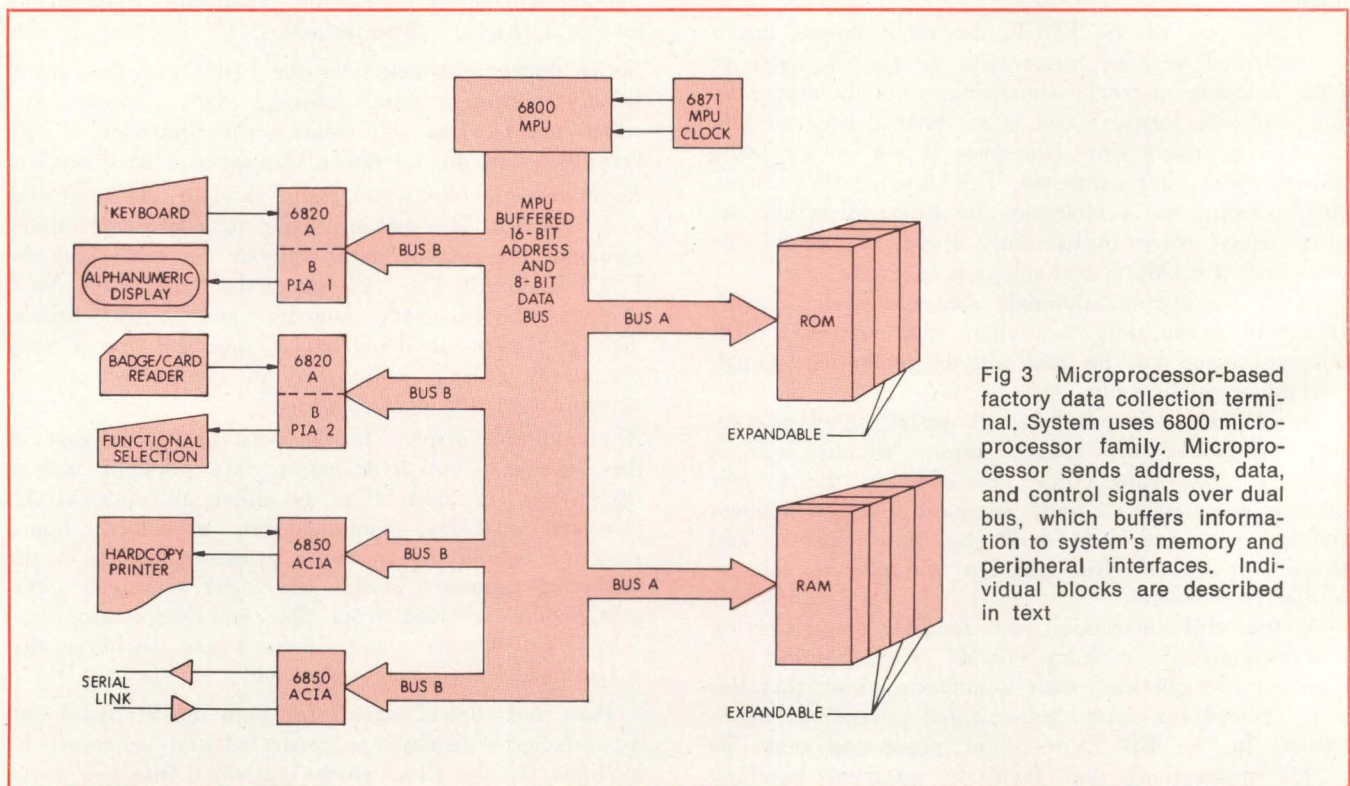 6800
MPU
6871
MPU
CLOCK
KEYBOARD
ALPHANUMERIC
DISPLAY
6820
A
B
PIA 1
BUS B
MPU
BUFFERED
16-BIT
ADDRESS
AND
8-BIT
DATA
BUS
BUS A
ROM
EXPANDABLE
BADGE/CARD
READER
FUNCTIONAL
SELECTION
6820
A
B
PIA 2
BUS B
HARDCOPY
PRINTER
6850
ACIA
BUS B
BUS A
RAM
EXPANDABLE
SERIAL
LINK
6850
ACIA
BUS B
Fig 3 Microprocessor-based
factory data collection termi-
nal. System uses 6800 micro-
processor family. Microproc-
cessor sends address, data,
and control signals over dual
bus, which buffers informa-
tion to system's memory and
peripheral interfaces. Indi-
vidual blocks are described
in text